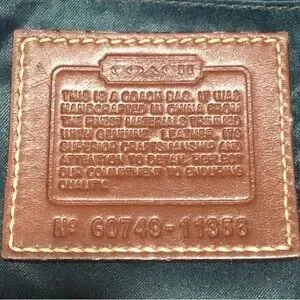 COACH
THIS IS A COACH BAG. IT WAS
HANDCRAFTED IN CHINA FROM
THE FINEST MATERIALS TRIMMED
WITH GENUINE LEATHER. ITS
SUPERIOR CRAFTSMANSHIP AND
ATTENTION TO DETAIL REFLECT
OUR COMMITMENT TO ENDURING
QUALITY.
Nº G0749-11353